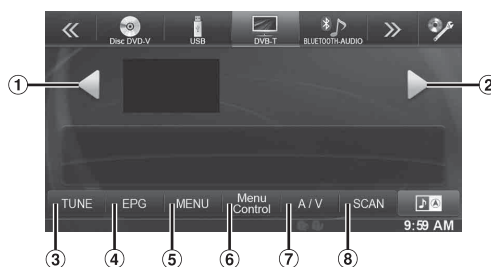 Disc DVD-V USB DVB-T BLUETOOTH-AUDIO
1 2
TUNE EPG MENU Menu Control A / V SCAN
9:59 AM
3 4 5 6 7 8